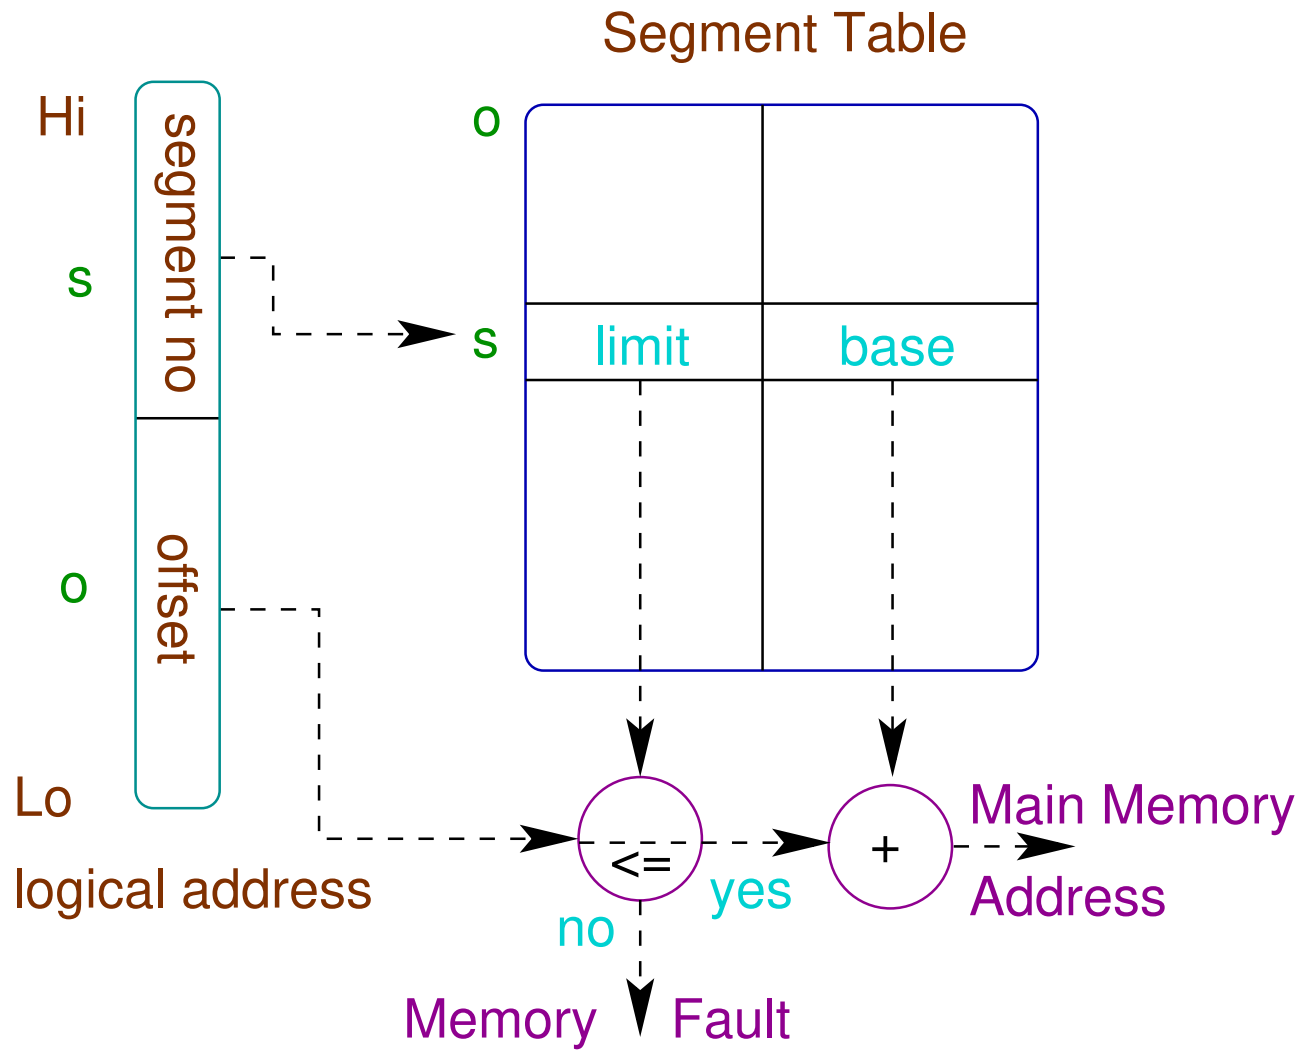 Segment Table
Hi
segment no
o
s
s
limit
base
offset
o
Lo
logical address
<=
yes
no
+
Main Memory
Address
Memory Fault